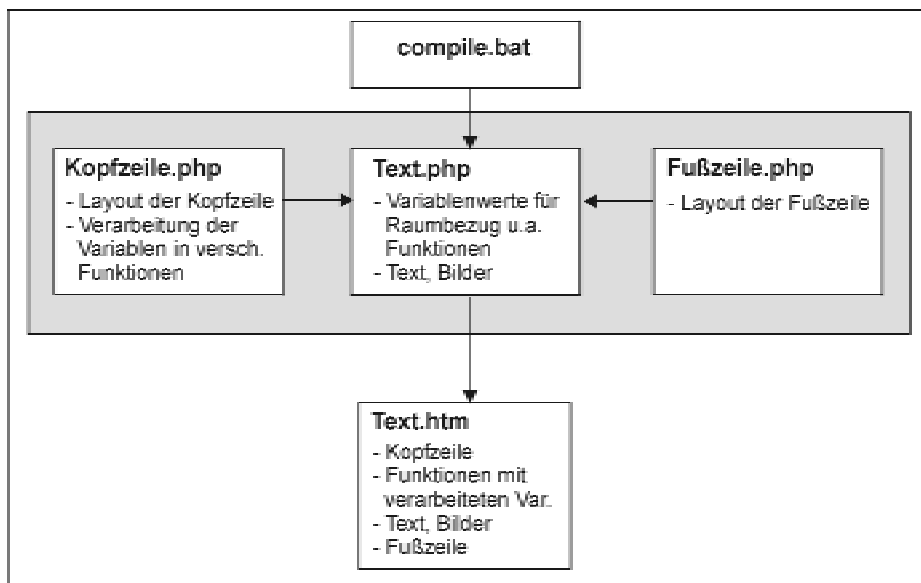 compile.bat
Kopfzeile.php
- Layout der Kopfzeile
- Verarbeitung der
Variablen in versch.
Funktionen
Text.php
- Variablenwerte für
Raumbezug u.a.
Funktionen
- Text, Bilder
Fußzeile.php
- Layout der Fußzeile
Text.htm
- Kopfzeile
- Funktionen mit
verarbeiteten Var.
- Text, Bilder
- Fußzeile